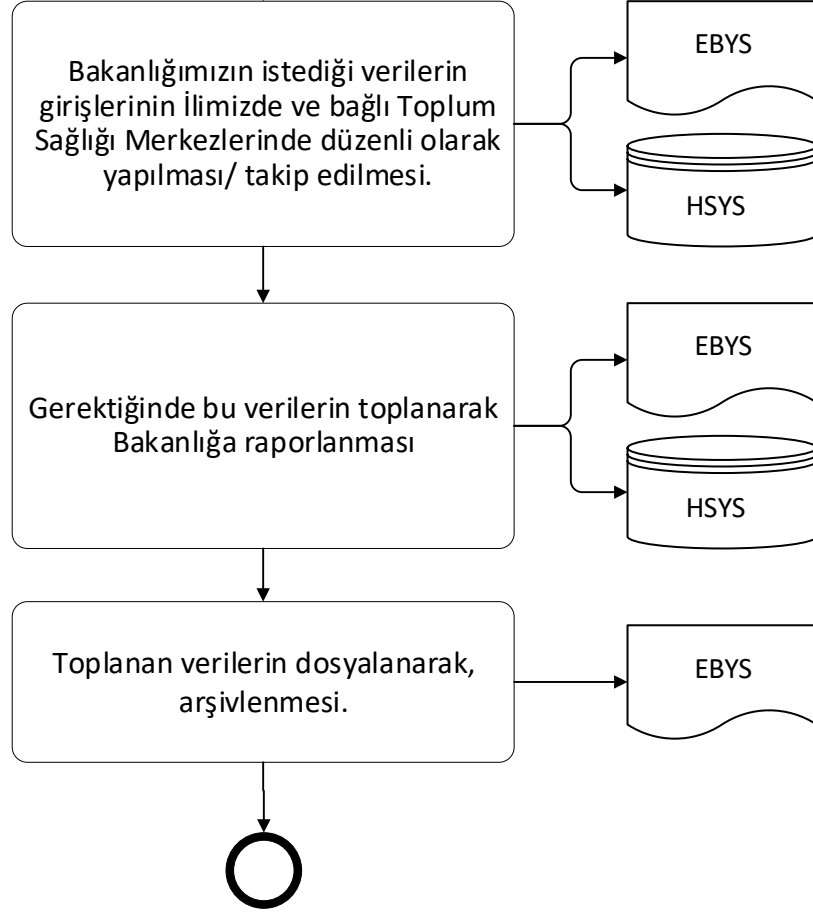 Bakanlığımızın istediği verilerin
girişlerinin İlimizde ve bağlı Toplum
Sağlığı Merkezlerinde düzenli olarak
yapılması/ takip edilmesi.
EBYS
HSYS
Gerektiğinde bu verilerin toplanarak
Bakanlığa raporlanması
EBYS
HSYS
Toplanan verilerin dosyalanarak,
arşivlenmesi.
EBYS